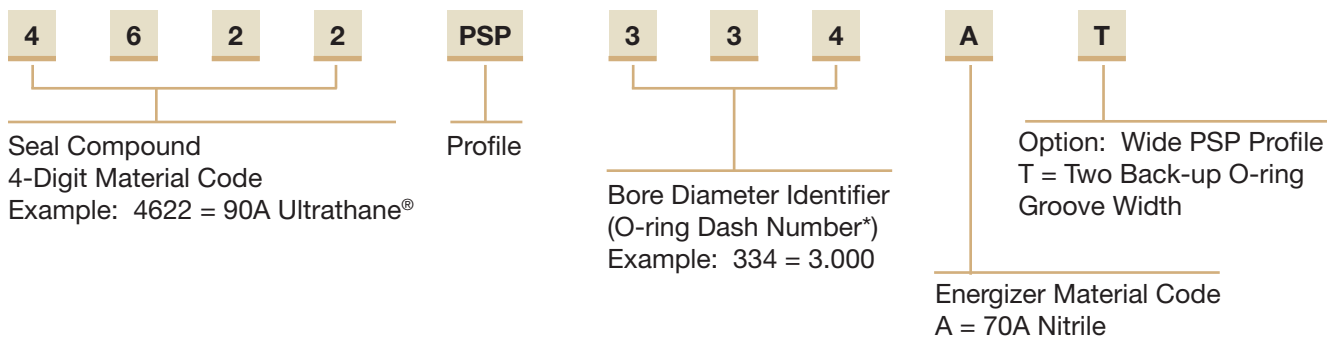 4 6 2 2 PSP 3 3 4 A T
Seal Compound
4-Digit Material Code
Example: 4622 = 90A Ultrathane®
Profile
Bore Diameter Identifier
(O-ring Dash Number*)
Example: 334 = 3.000
Option: Wide PSP Profile
T = Two Back-up O-ring
Groove Width
Energizer Material Code
A = 70A Nitrile